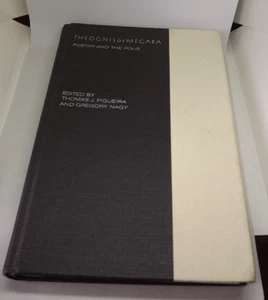 THEOGNIS OF MEGARA
POETRY AND THE POLIS
EDITED BY
THOMAS J. FIGUEIRA
AND GREGORY NAGY